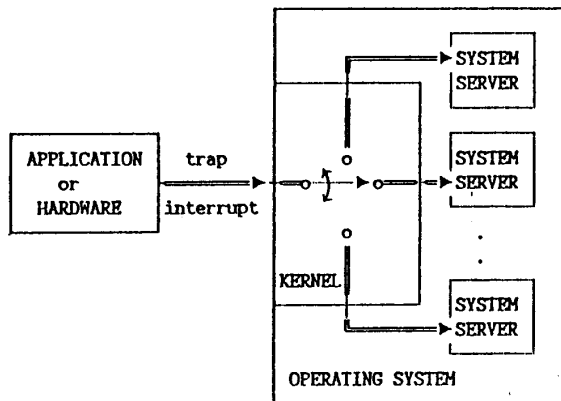 SYSTEM
SERVER
APPLICATION
or
HARDWARE
trap
interrupt
SYSTEM
SERVER
KERNEL
SYSTEM
SERVER
OPERATING SYSTEM